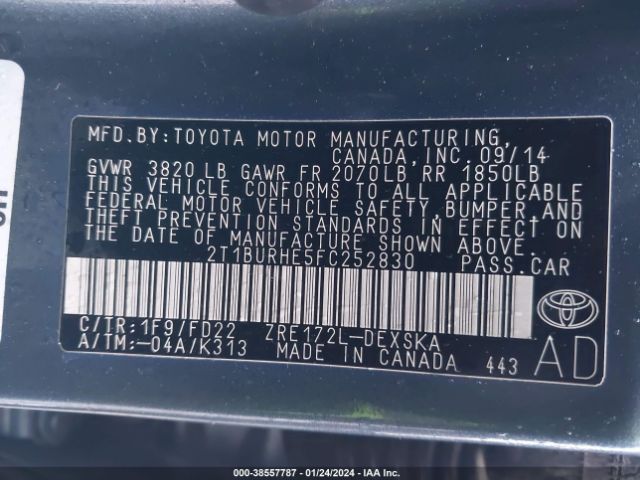 MFD. BY: TOYOTA MOTOR MANUFACTURING,
CANADA, INC. 09/14
GVWR 3820 LB GAWR FR 2070LB RR 1850LB
THIS VEHICLE CONFORMS TO ALL APPLICABLE
FEDERAL MOTOR VEHICLE SAFETY, BUMPER, AND
THEFT PREVENTION STANDARDS IN EFFECT ON
THE DATE OF MANUFACTURE SHOWN ABOVE.
2T1BURHE5FC252830 PASS. CAR
C/TR: 1F9/FD22 ZRE172L-DEXSKA
A/TM: -04A/K313 MADE IN CANADA 443
AD
000-38557787 - 01/24/2024 - IAAI.com